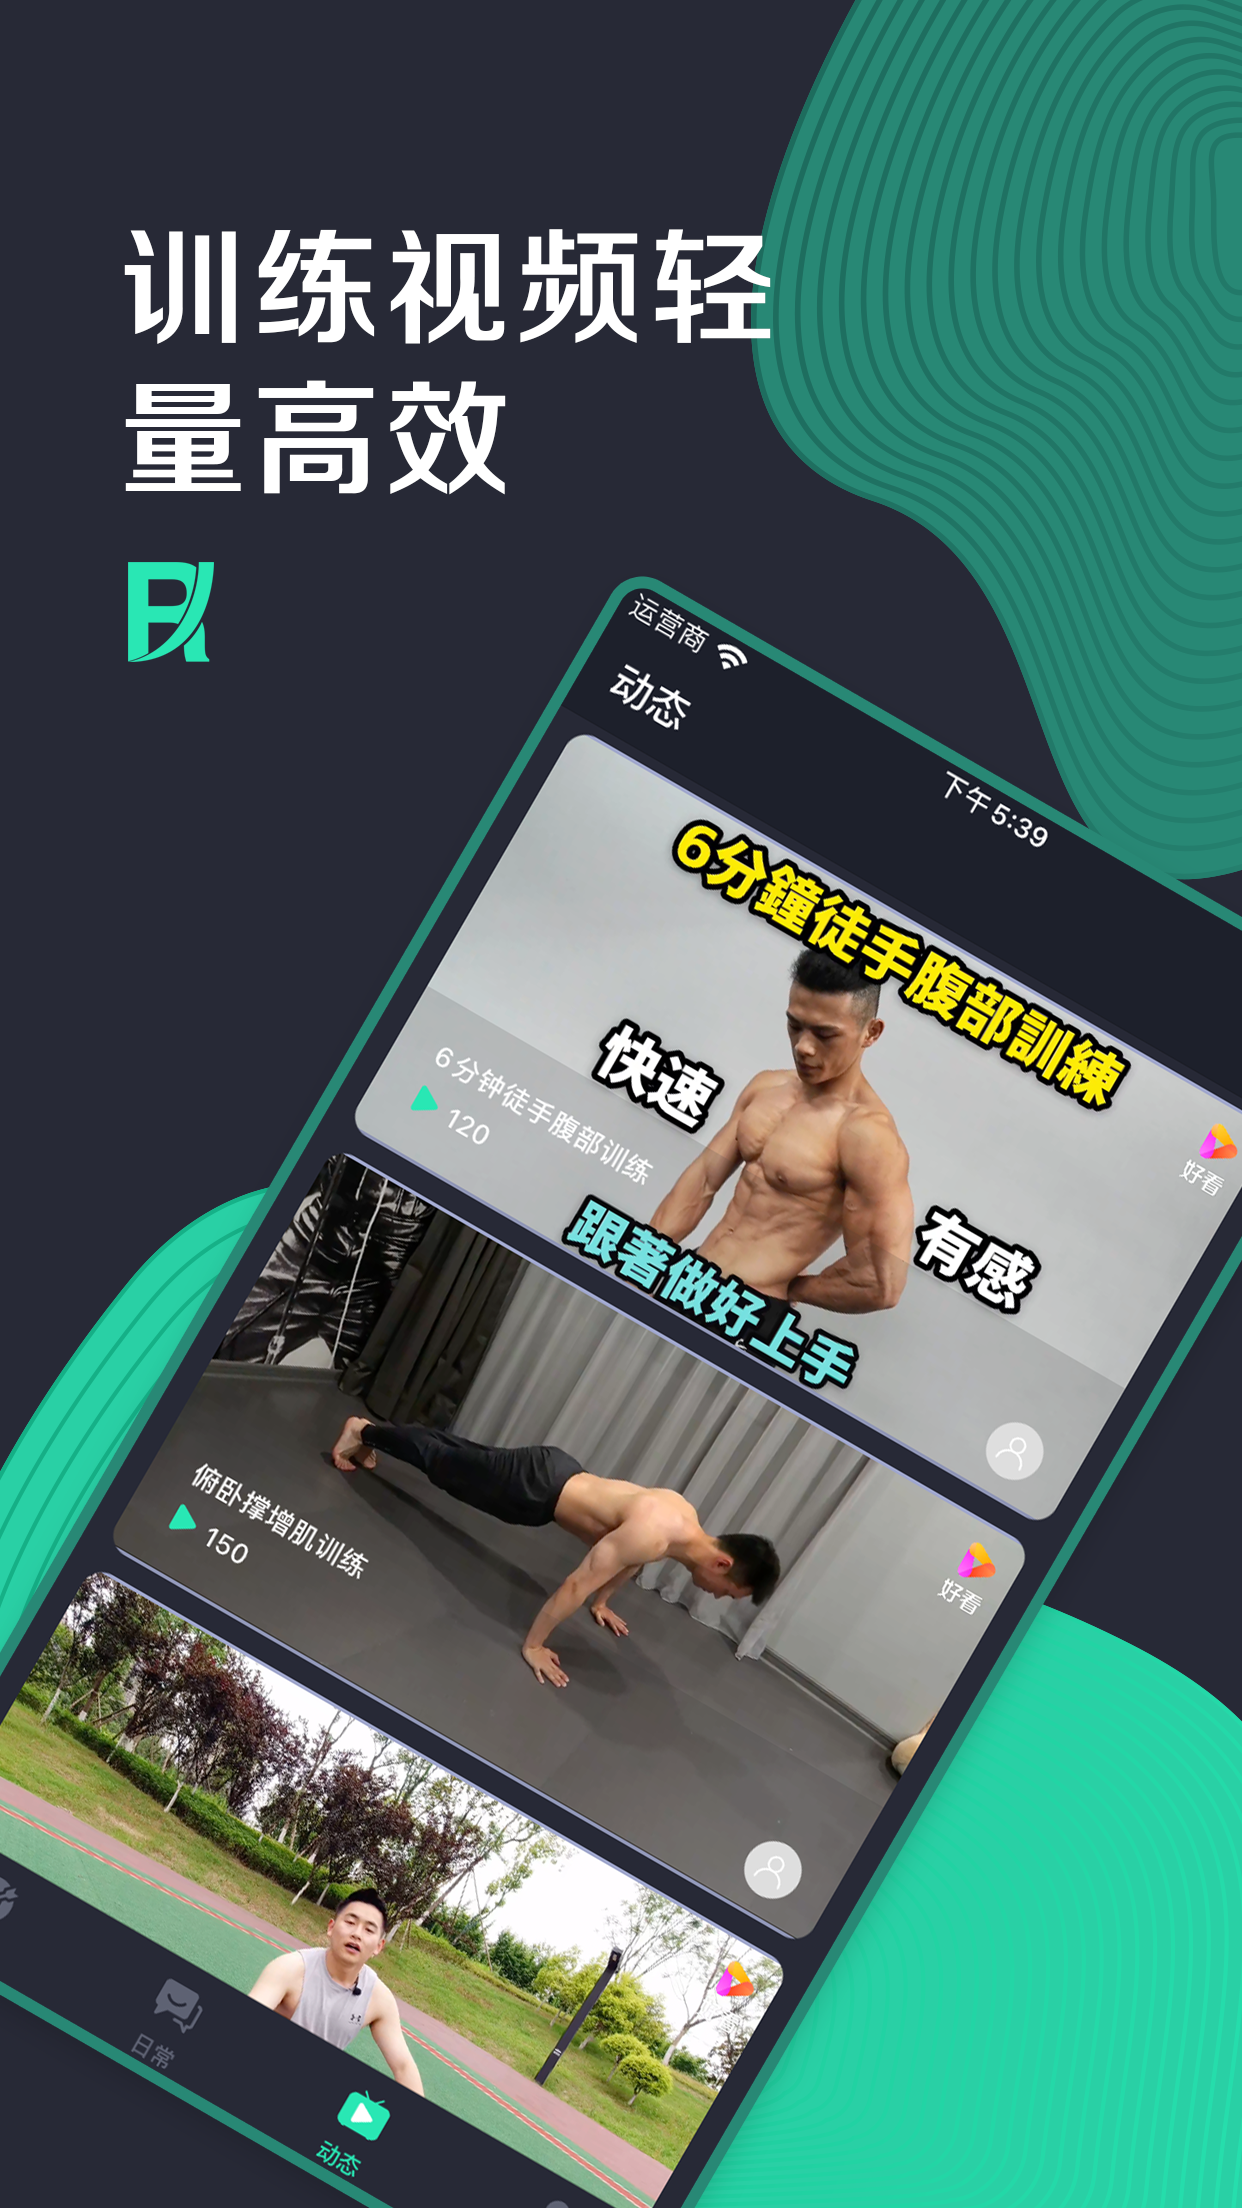 训练视频轻
量高效
运营商
下午5:39
动态
6分鐘徒手腹部訓練
快速
有感
跟著做好上手
6分钟徒手腹部训练
120
好看
俯卧撑增肌训练
150
好看
日常
动态